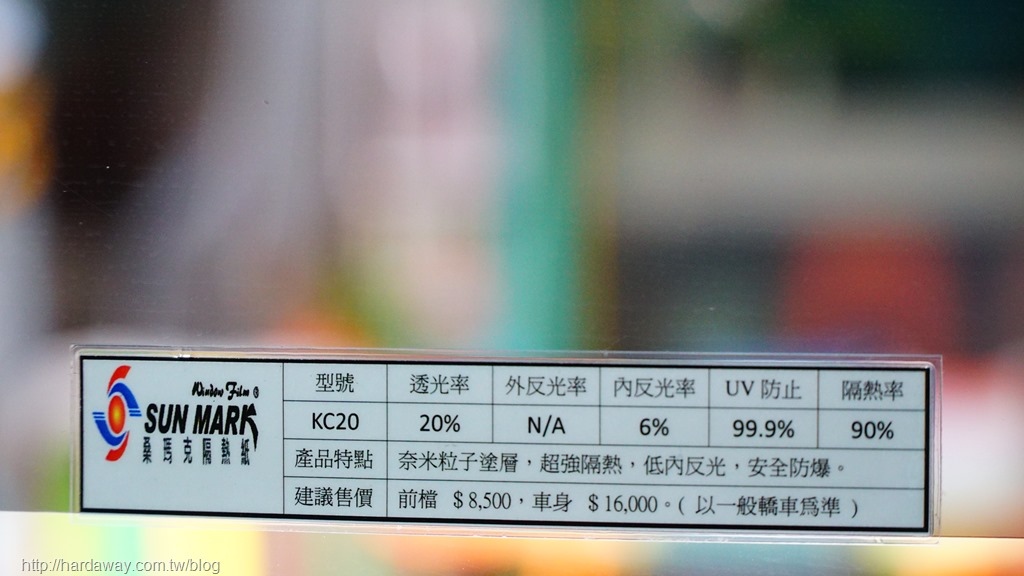 Window Film ®
SUN MARK
桑瑪克隔熱紙
型號 透光率 外反光率 內反光率 UV 防止 隔熱率
KC20 20% N/A 6% 99.9% 90%
產品特點 奈米粒子塗層，超強隔熱，低內反光，安全防爆。
建議售價 前檔 $8,500，車身 $16,000。( 以一般轎車為準 )
http://hardaway.com.tw/blog